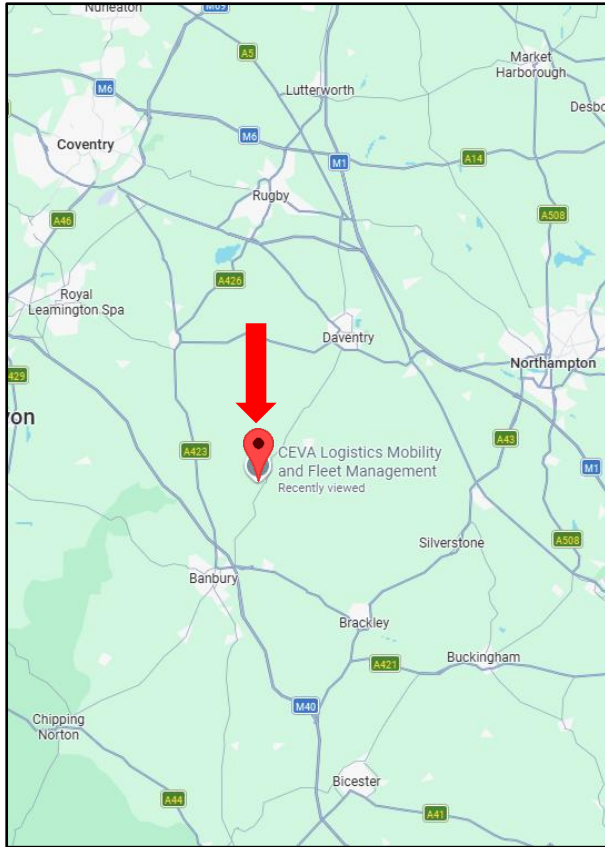 Nuneaton
M69
A5
Market
Harborough
M6
Lutterworth
Desbo
Coventry
M6
M1
A14
Rugby
A46
A508
A426
Royal
Leamington Spa
Daventry
Northampton
429
von
CEVA Logistics Mobility
and Fleet Management
Recently viewed
A423
A43
M1
Silverstone
A508
Banbury
Brackley
Buckingham
A421
M40
Chipping
Norton
Bicester
A44
A41